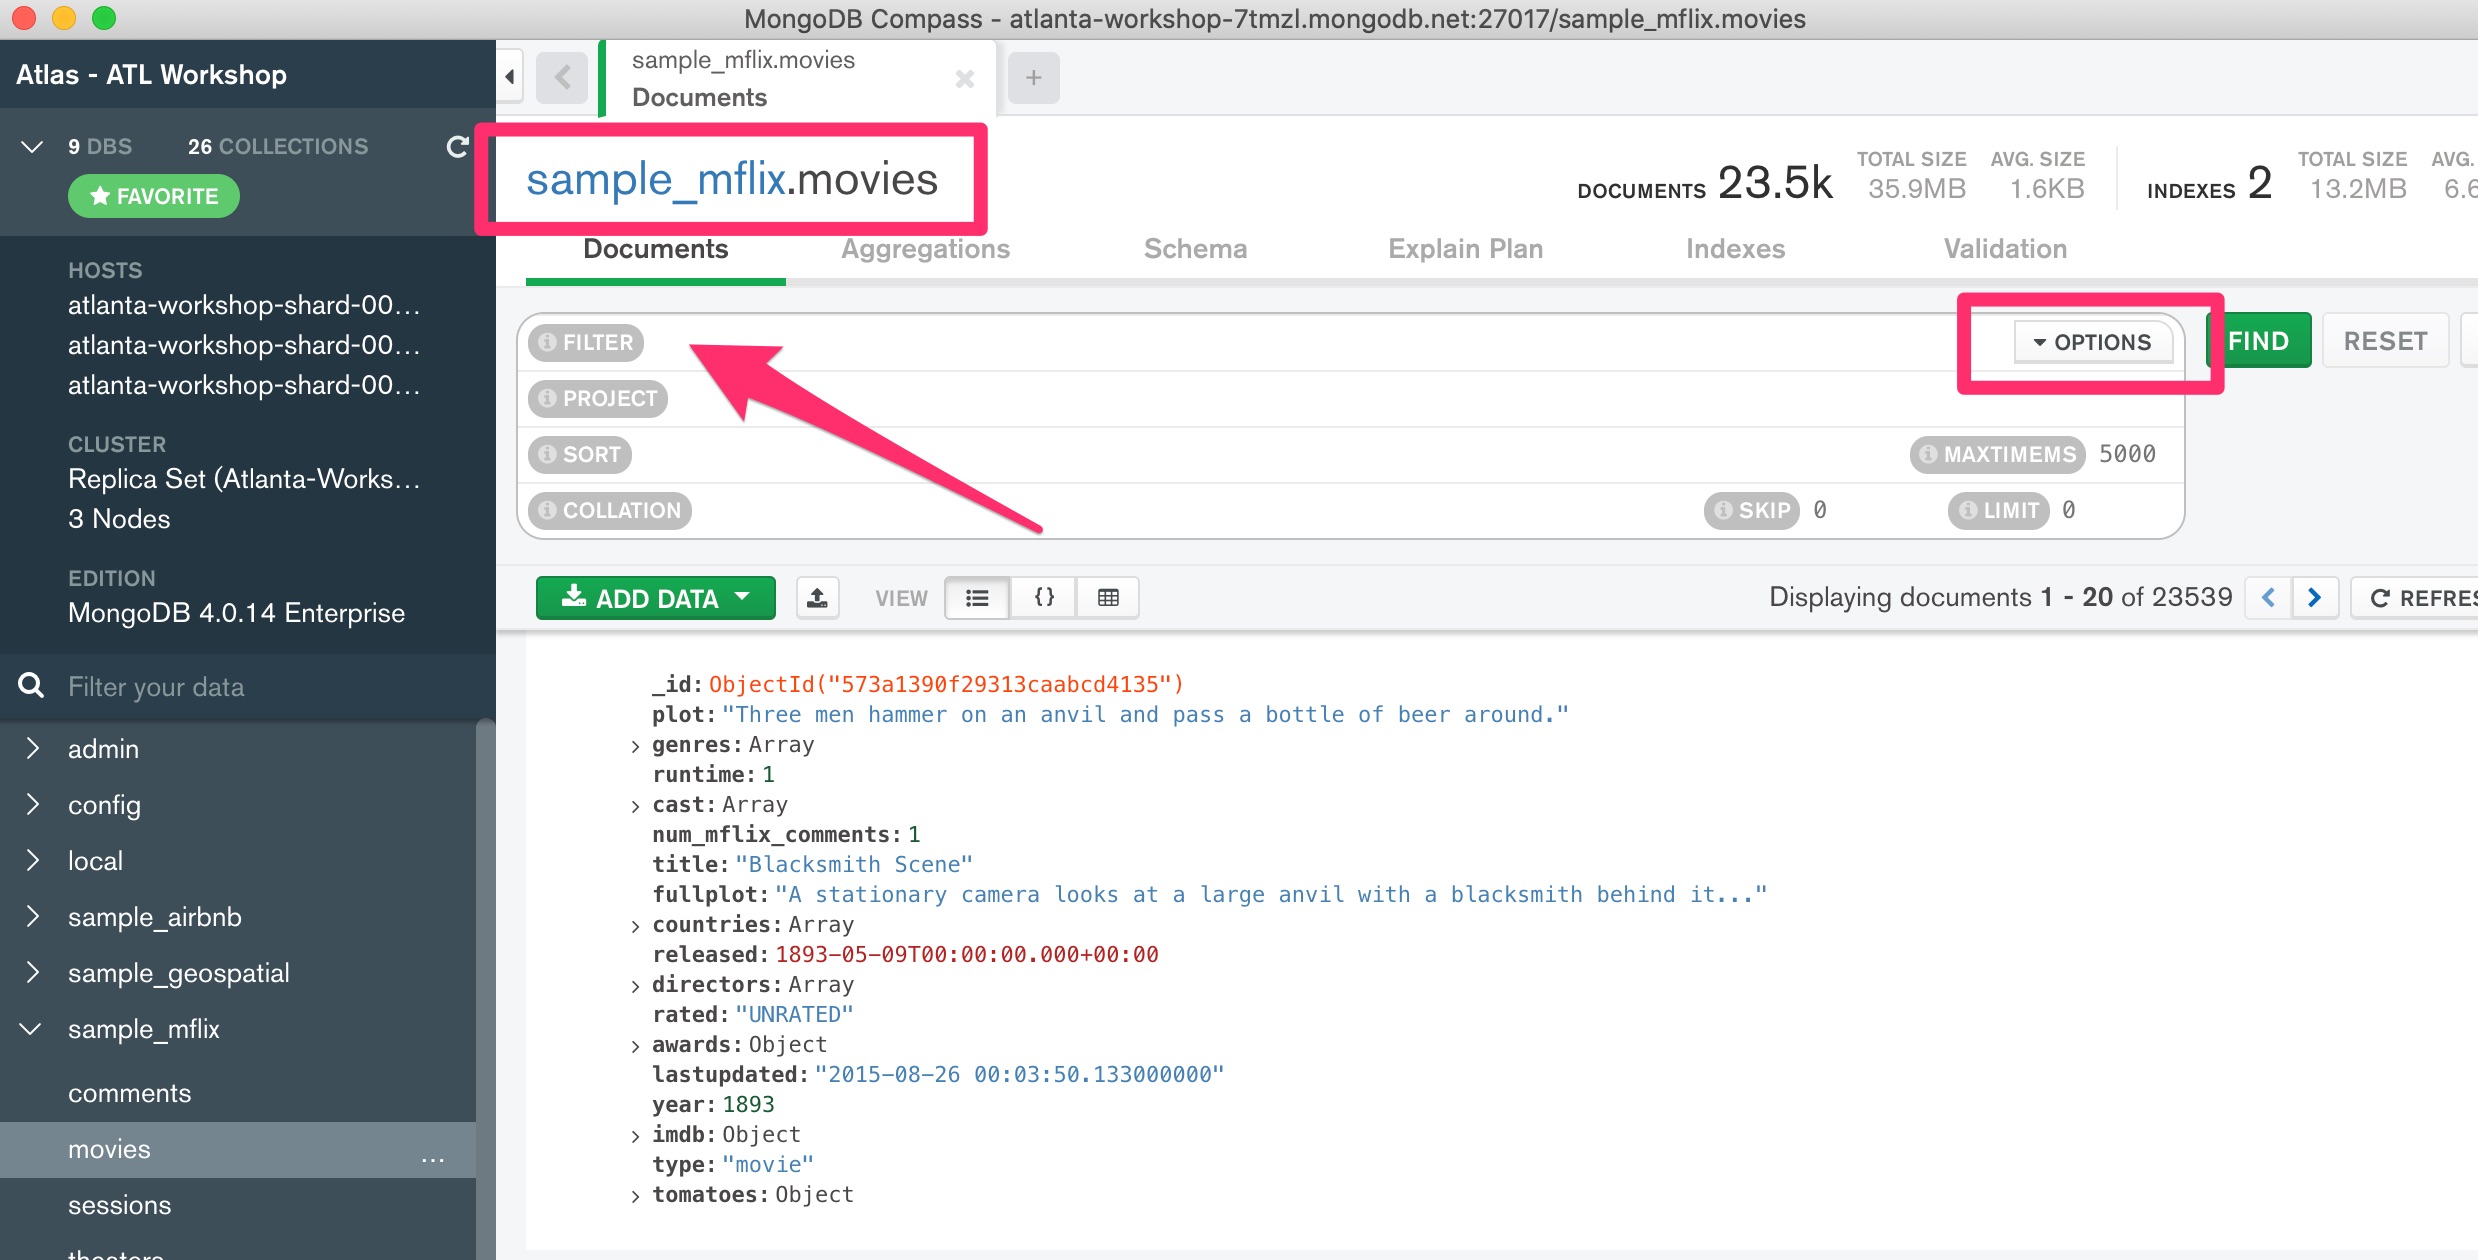 MongoDB Compass - atlanta-workshop-7tmzl.mongodb.net:27017/sample_mflix.movies
Atlas - ATL Workshop
9 DBS 26 COLLECTIONS
FAVORITE
HOSTS
atlanta-workshop-shard-00...
atlanta-workshop-shard-00...
atlanta-workshop-shard-00...
CLUSTER
Replica Set (Atlanta-Works...
3 Nodes
EDITION
MongoDB 4.0.14 Enterprise
Filter your data
admin
config
local
sample_airbnb
sample_geospatial
sample_mflix
comments
movies ...
sessions
theaters
sample_mflix.movies
Documents
sample_mflix.movies
DOCUMENTS 23.5k TOTAL SIZE 35.9MB AVG. SIZE 1.6KB INDEXES 2 TOTAL SIZE 13.2MB AVG.
Documents Aggregations Schema Explain Plan Indexes Validation
FILTER OPTIONS FIND RESET
PROJECT
SORT MAXTIMEMS 5000
COLLATION SKIP 0 LIMIT 0
ADD DATA VIEW {} Displaying documents 1 - 20 of 23539 REFRES
_id: ObjectId("573a1390f29313caabcd4135")
plot: "Three men hammer on an anvil and pass a bottle of beer around."
genres: Array
runtime: 1
cast: Array
num_mflix_comments: 1
title: "Blacksmith Scene"
fullplot: "A stationary camera looks at a large anvil with a blacksmith behind it..."
countries: Array
released: 1893-05-09T00:00:00.000+00:00
directors: Array
rated: "UNRATED"
awards: Object
lastupdated: "2015-08-26 00:03:50.133000000"
year: 1893
imdb: Object
type: "movie"
tomatoes: Object